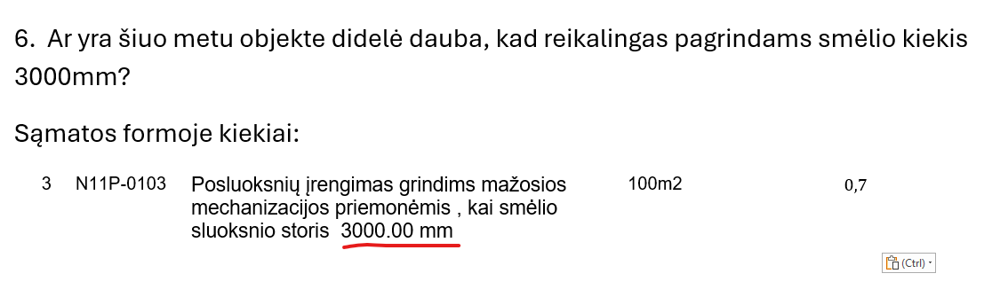 6. Ar yra šiuo metu objekte didelė dauba, kad reikalingas pagrindams smėlio kiekis
3000mm?
Sąmatos formoje kiekiai:
3 N11P-0103 Posluoksnių įrengimas grindims mažosios 100m2 0,7
mechanizacijos priemonėmis , kai smėlio
sluoksnio storis 3000.00 mm
(Ctrl)